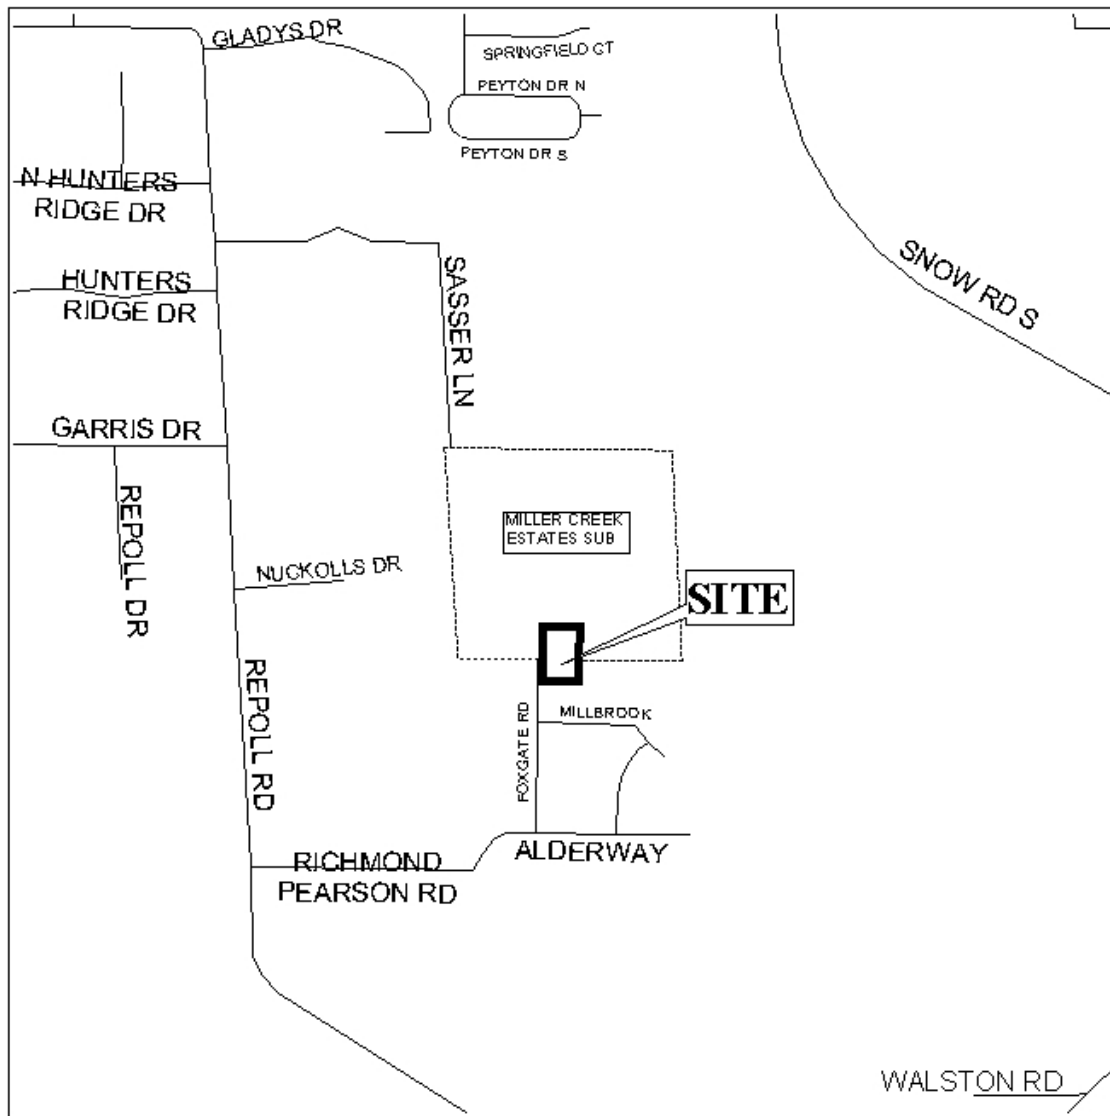 GLADYS DR
SPRINGFIELD CT
PEYTON DR N
PEYTON DR S
N HUNTERS
RIDGE DR
SNOW RD S
SASSER LN
HUNTERS
RIDGE DR
GARRIS DR
REPOLL DR
MILLER CREEK
ESTATES SUB
NUCKOLLS DR
SITE
REPOLL RD
FOXGATE RD
MILLBROOK
ALDERWAY
RICHMOND
PEARSON RD
WALSTON RD